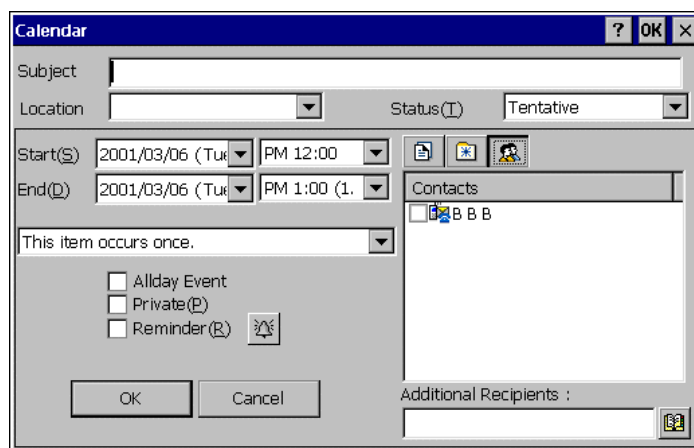 Calendar ? OK ×
Subject
Location Status(T) Tentative
Start(S) 2001/03/06 (Tue PM 12:00
End(D) 2001/03/06 (Tue PM 1:00 (1.
Contacts
B B B
This item occurs once.
Allday Event
Private(P)
Reminder(R)
OK Cancel
Additional Recipients :